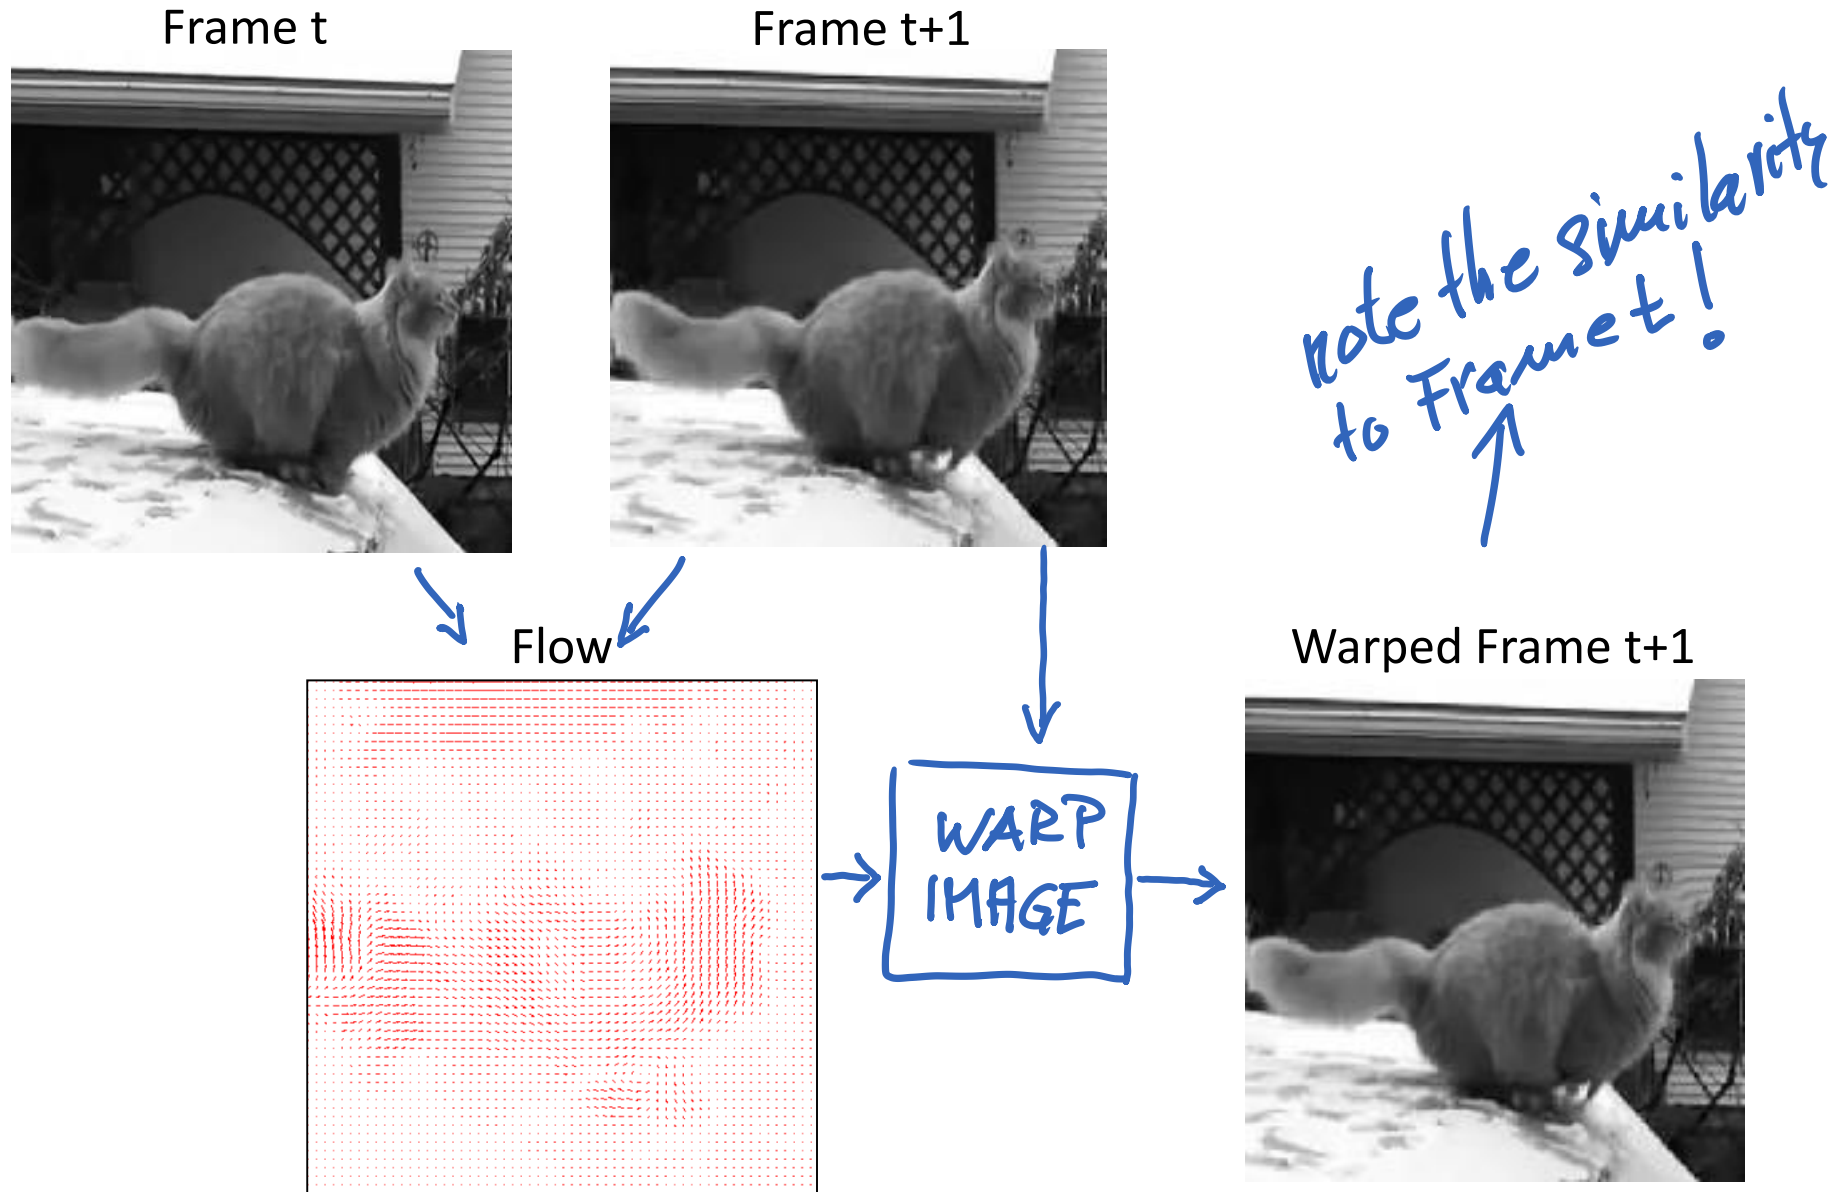 Frame t
Frame t+1
note the similarity
to Frame t!
Flow
Warped Frame t+1
WARP
IMAGE